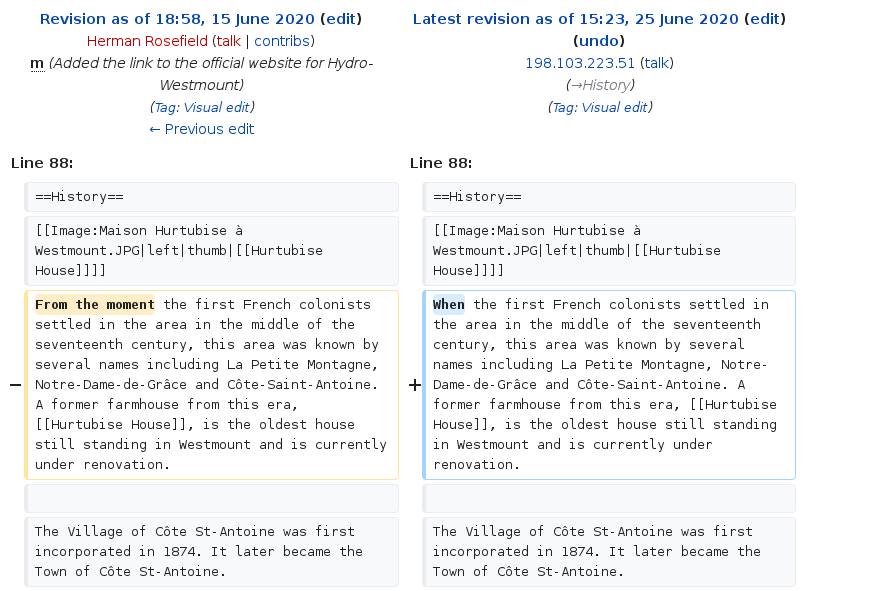 Revision as of 18:58, 15 June 2020 (edit)
Herman Rosefield (talk | contribs)
m (Added the link to the official website for Hydro-
Westmount)
(Tag: Visual edit)
← Previous edit
Latest revision as of 15:23, 25 June 2020 (edit)
(undo)
198.103.223.51 (talk)
(→History)
(Tag: Visual edit)
Line 88:
Line 88:
==History==
==History==
[[Image:Maison Hurtubise à
Westmount.JPG|left|thumb|[[Hurtubise
House]]]]
[[Image:Maison Hurtubise à
Westmount.JPG|left|thumb|[[Hurtubise
House]]]]
−
From the moment the first French colonists
settled in the area in the middle of the
seventeenth century, this area was known by
several names including La Petite Montagne,
Notre-Dame-de-Grâce and Côte-Saint-Antoine.
A former farmhouse from this era,
[[Hurtubise House]], is the oldest house
still standing in Westmount and is currently
under renovation.
+
When the first French colonists settled in
the area in the middle of the seventeenth
century, this area was known by several
names including La Petite Montagne, Notre-
Dame-de-Grâce and Côte-Saint-Antoine. A
former farmhouse from this era, [[Hurtubise
House]], is the oldest house still standing
in Westmount and is currently under
renovation.
The Village of Côte St-Antoine was first
incorporated in 1874. It later became the
Town of Côte St-Antoine.
The Village of Côte St-Antoine was first
incorporated in 1874. It later became the
Town of Côte St-Antoine.